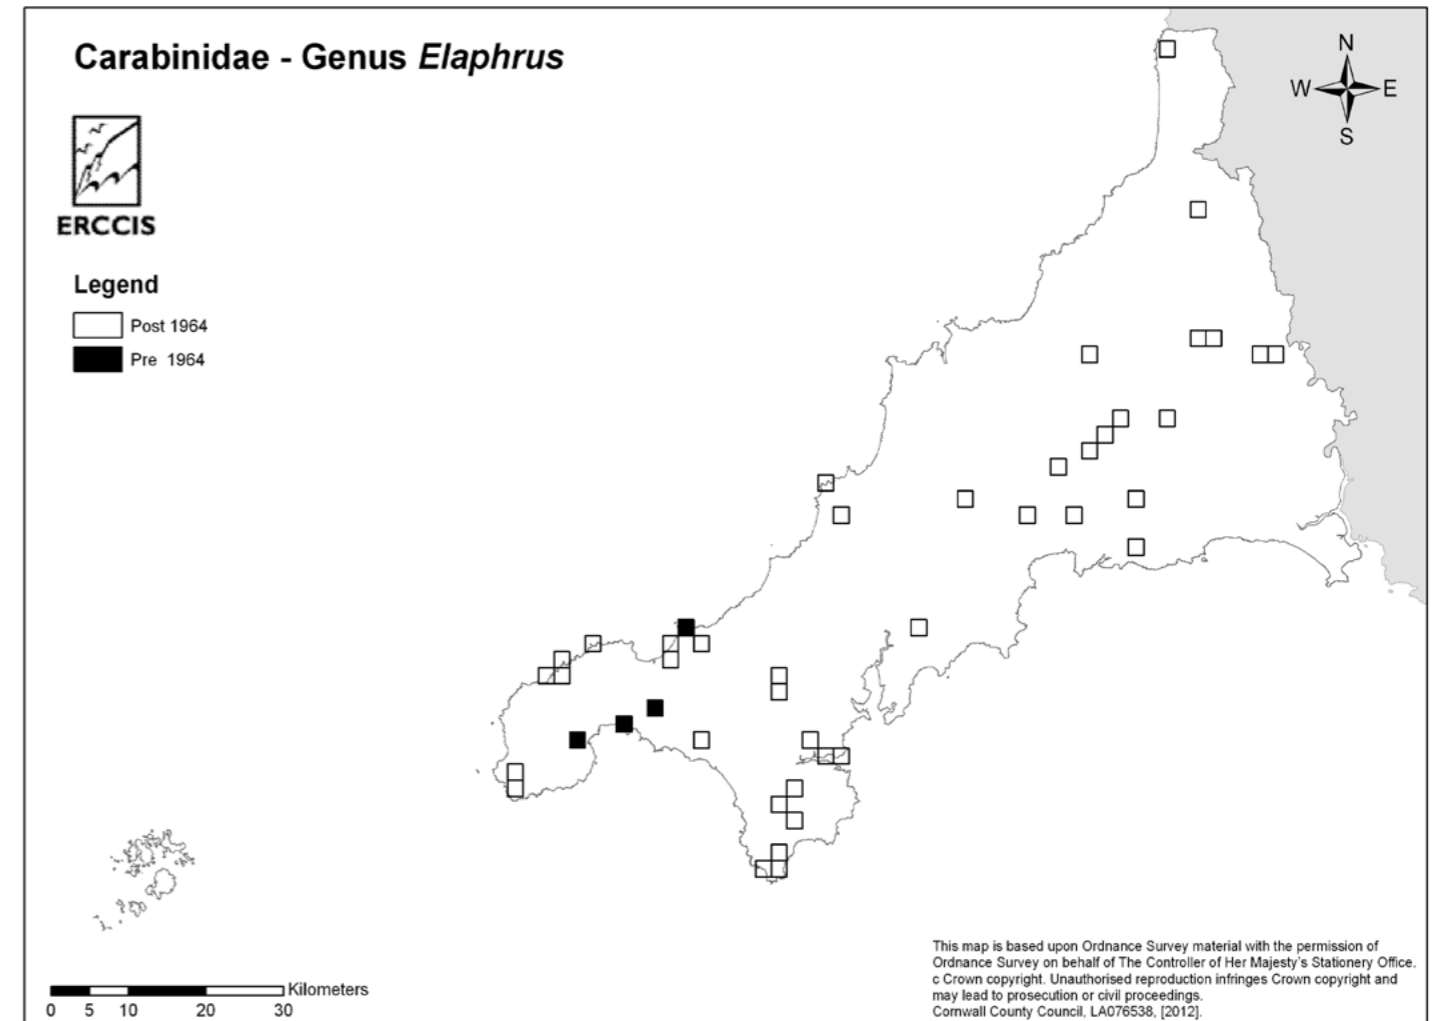 Carabinidae - Genus Elaphrus
N
W E
S
ERCCIS
Legend
Post 1964
Pre 1964
This map is based upon Ordnance Survey material with the permission of
Ordnance Survey on behalf of The Controller of Her Majesty's Stationery Office.
c Crown copyright. Unauthorised reproduction infringes Crown copyright and
may lead to prosecution or civil proceedings.
Cornwall County Council, LA076538, [2012].
Kilometers
0 5 10 20 30